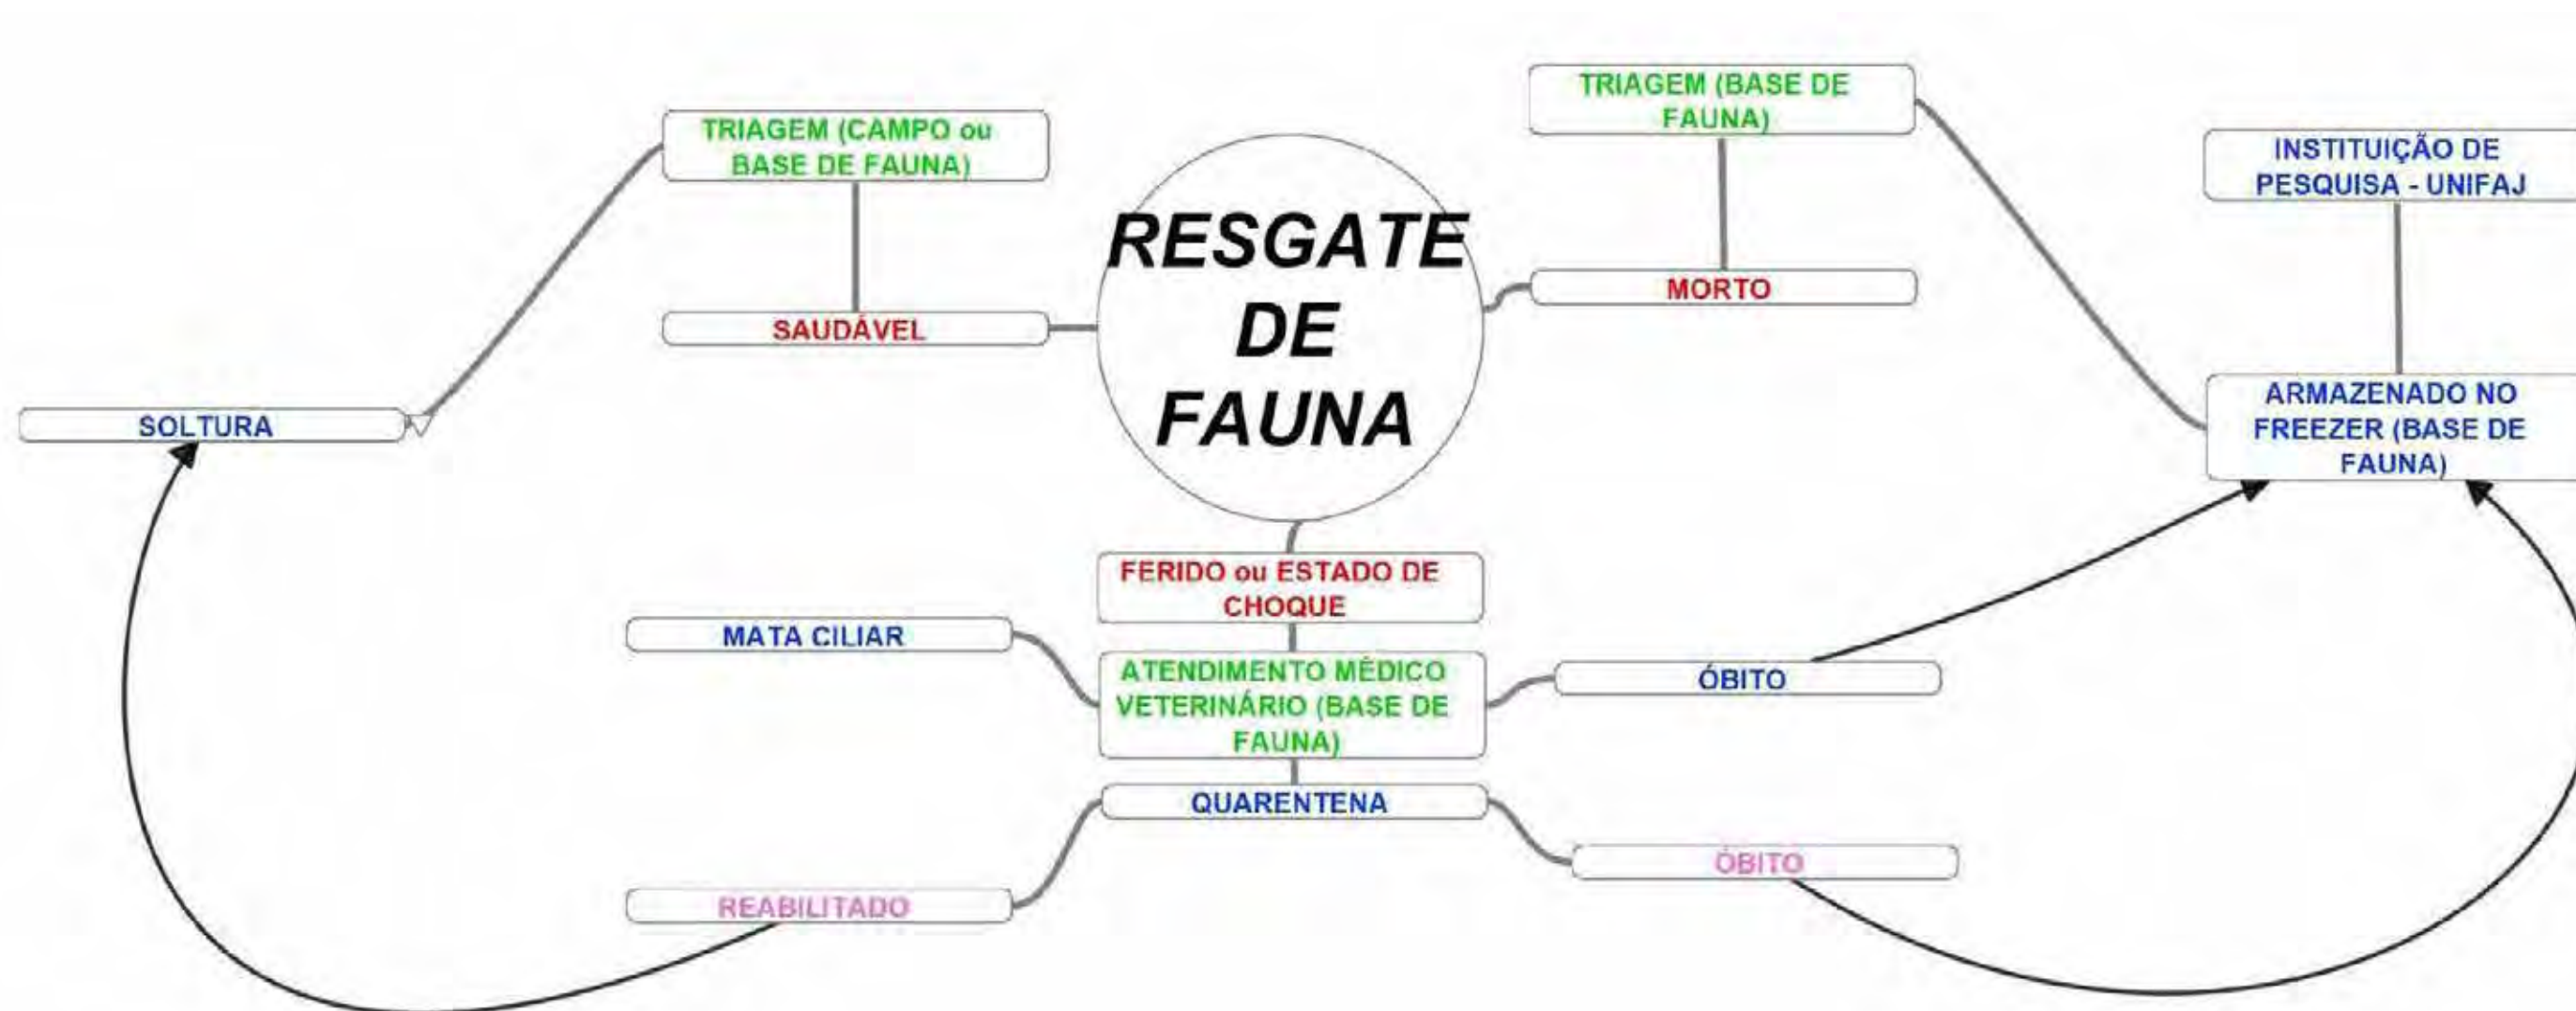 TRIAGEM (BASE DE
FAUNA)
TRIAGEM (CAMPO ou
BASE DE FAUNA)
INSTITUIÇÃO DE
PESQUISA - UNIFAJ
RESGATE
DE
FAUNA
MORTO
SAUDÁVEL
SOLTURA
ARMAZENADO NO
FREEZER (BASE DE
FAUNA)
FERIDO ou ESTADO DE
CHOQUE
MATA CILIAR
ATENDIMENTO MÉDICO
VETERINÁRIO (BASE DE
FAUNA)
ÓBITO
QUARENTENA
ÓBITO
REABILITADO